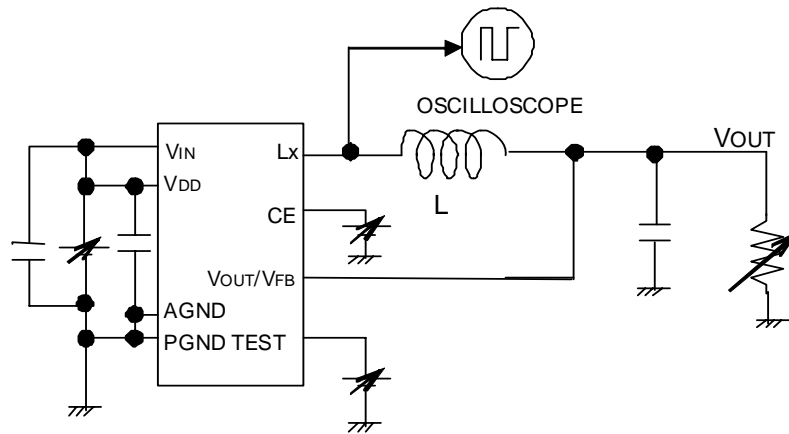 OSCILLOSCOPE
VOUT
VIN
LX
VDD
L
CE
VOUT/VFB
AGND
PGND TEST